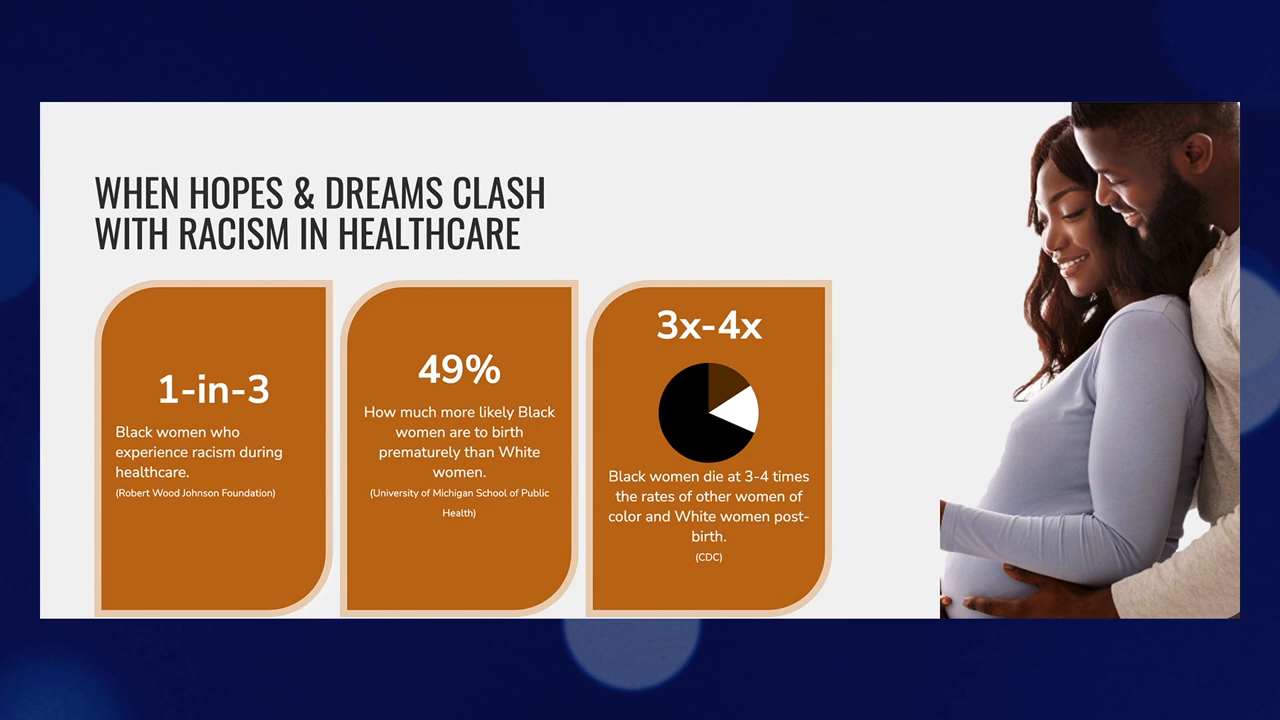 WHEN HOPES & DREAMS CLASH
WITH RACISM IN HEALTHCARE
1-in-3
Black women who
experience racism during
healthcare.
(Robert Wood Johnson Foundation)
49%
How much more likely Black
women are to birth
prematurely than White
women.
(University of Michigan School of Public
Health)
3x-4x
Black women die at 3-4 times
the rates of other women of
color and White women post-
birth.
(CDC)